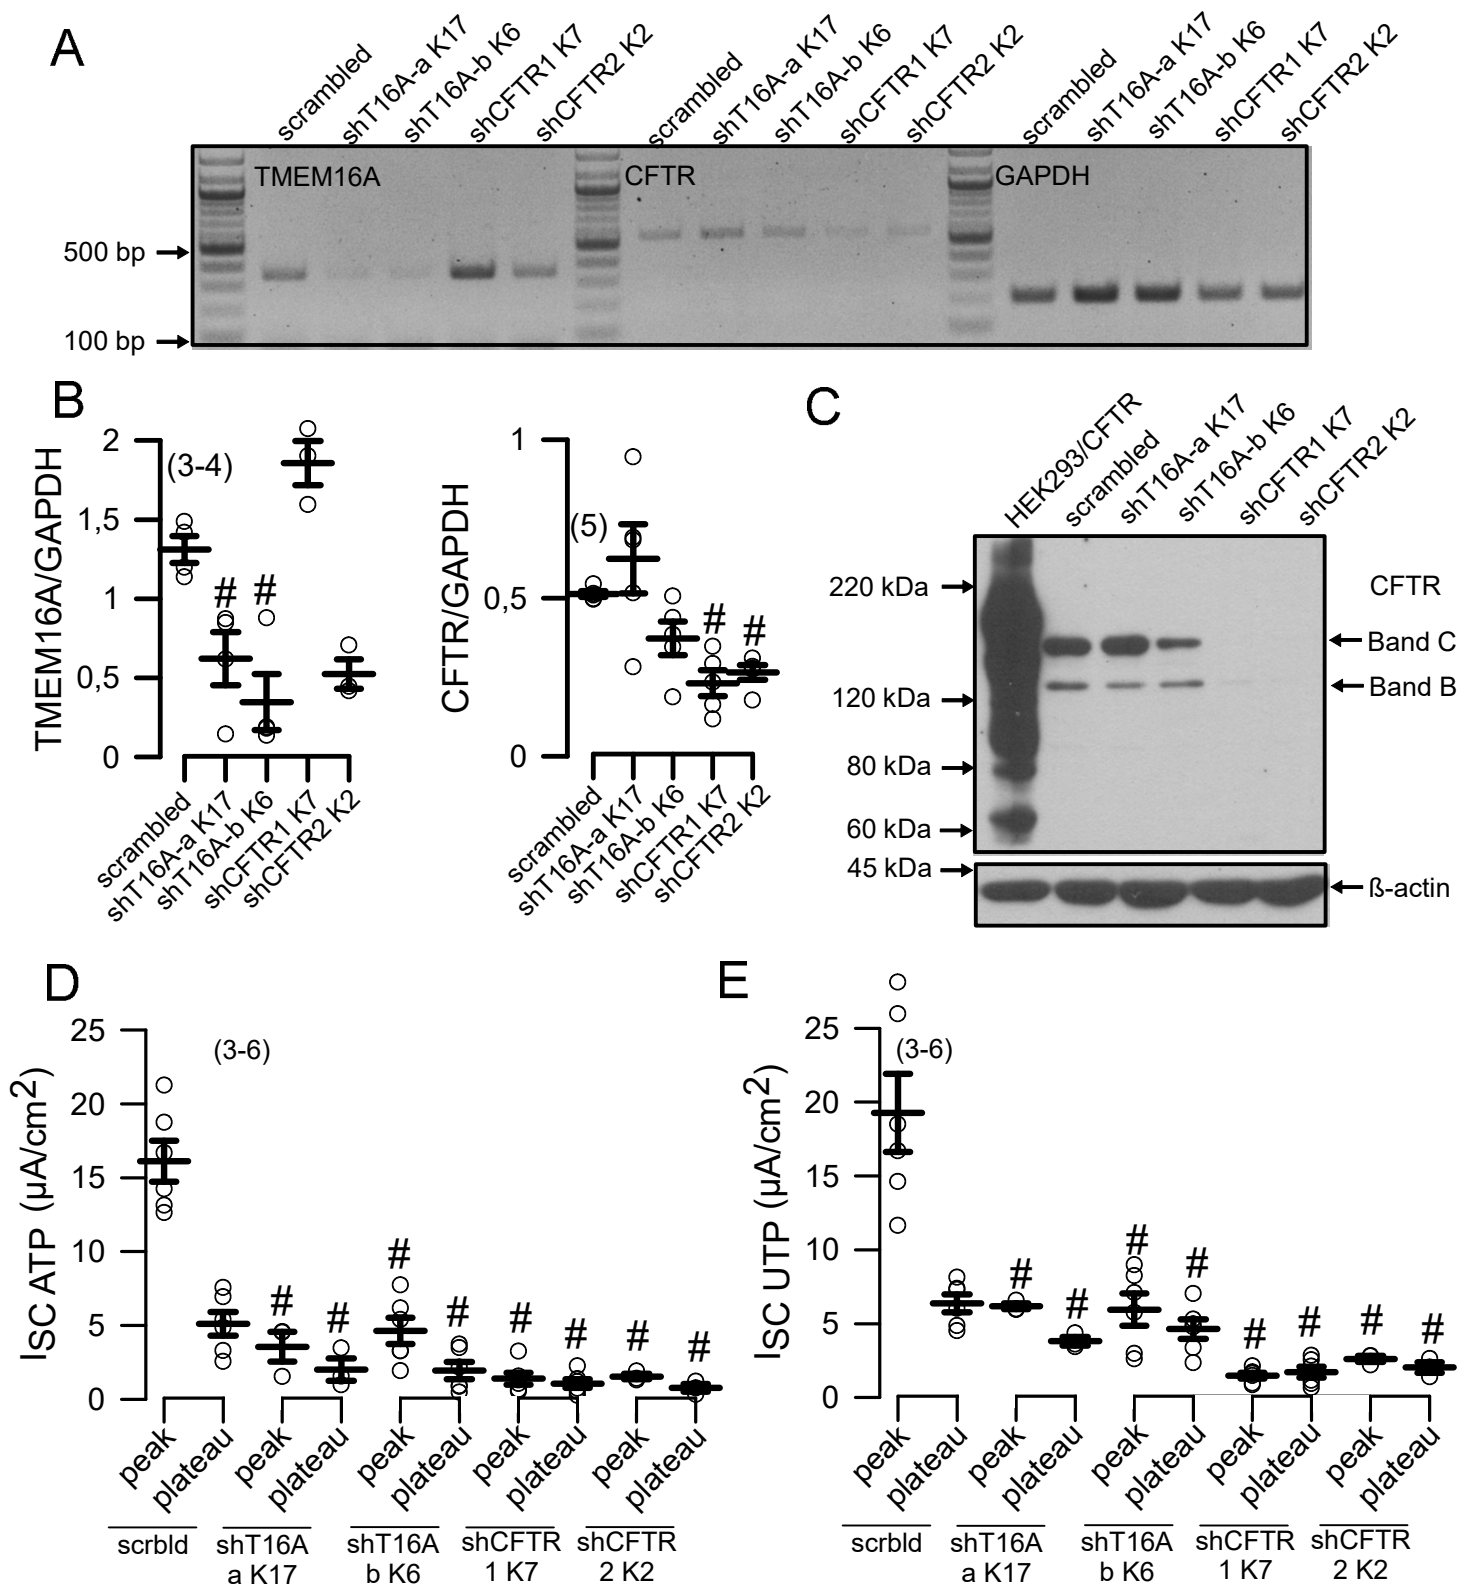 A
scrambled
shT16A-a K17
shT16A-b K6
shCFTR1 K7
shCFTR2 K2
scrambled
shT16A-a K17
shT16A-b K6
shCFTR1 K7
shCFTR2 K2
scrambled
shT16A-a K17
shT16A-b K6
shCFTR1 K7
shCFTR2 K2
TMEM16A
CFTR
GAPDH
500 bp
100 bp
B
TMEM16A/GAPDH
2
1,5
1
0,5
0
(3-4)
# #
scrambled
shT16A-a K17
shT16A-b K6
shCFTR1 K7
shCFTR2 K2
CFTR/GAPDH
1
0,5
0
(5)
# #
scrambled
shT16A-a K17
shT16A-b K6
shCFTR1 K7
shCFTR2 K2
C
HEK293/CFTR
scrambled
shT16A-a K17
shT16A-b K6
shCFTR1 K7
shCFTR2 K2
220 kDa
120 kDa
80 kDa
60 kDa
45 kDa
CFTR
Band C
Band B
ß-actin
D
ISC ATP (µA/cm2)
25
20
15
10
5
0
(3-6)
# # # # # # # #
peak
plateau
peak
plateau
peak
plateau
peak
plateau
peak
plateau
scrbld
shT16A
a K17
shT16A
b K6
shCFTR
1 K7
shCFTR
2 K2
E
ISC UTP (µA/cm2)
25
20
15
10
5
0
(3-6)
# # # # # # # #
peak
plateau
peak
plateau
peak
plateau
peak
plateau
peak
plateau
scrbld
shT16A
a K17
shT16A
b K6
shCFTR
1 K7
shCFTR
2 K2